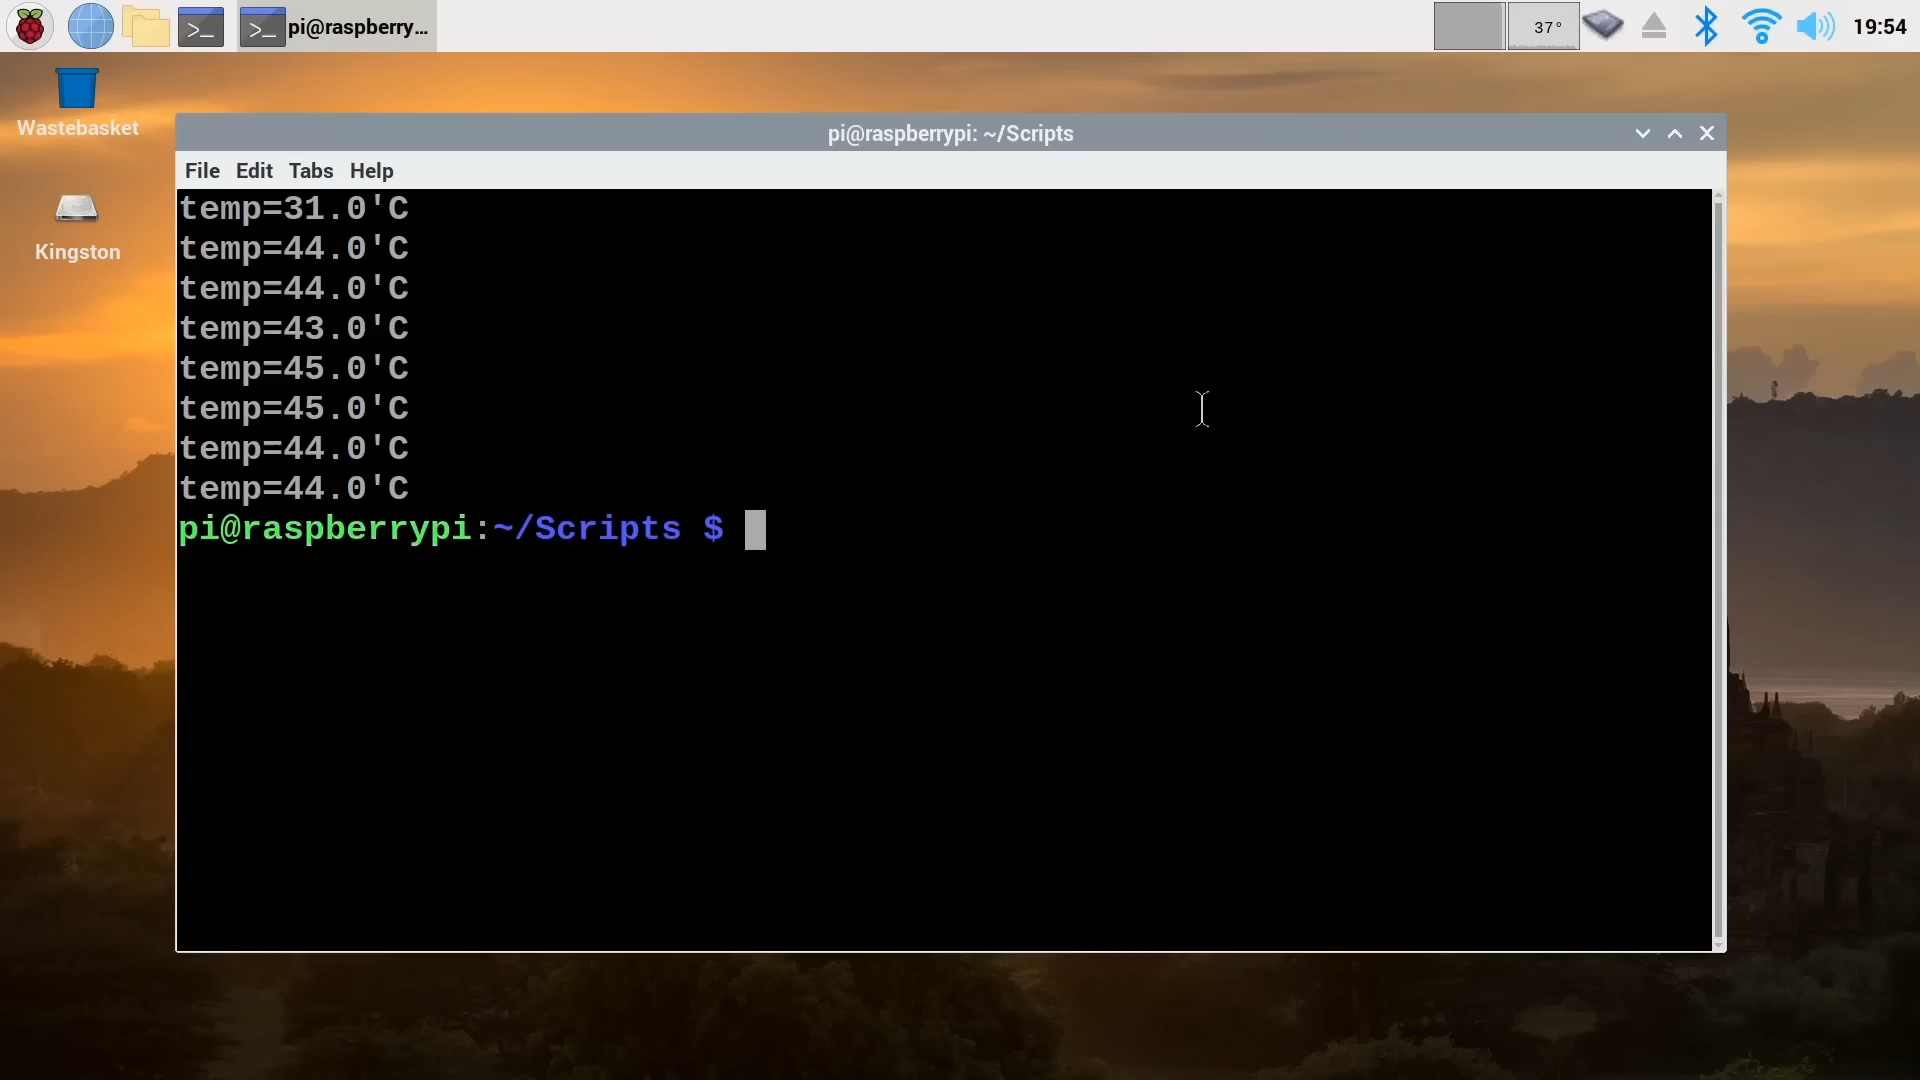 pi@raspberry...
37°
19:54
Wastebasket
Kingston
pi@raspberrypi: ~/Scripts
File Edit Tabs Help
temp=31.0'C
temp=44.0'C
temp=44.0'C
temp=43.0'C
temp=45.0'C
temp=45.0'C
temp=44.0'C
temp=44.0'C
pi@raspberrypi:~/Scripts $